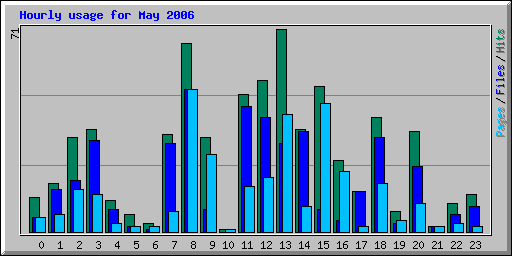 Hourly usage for May 2006
71
Pages / Files / Hits
0 1 2 3 4 5 6 7 8 9 10 11 12 13 14 15 16 17 18 19 20 21 22 23